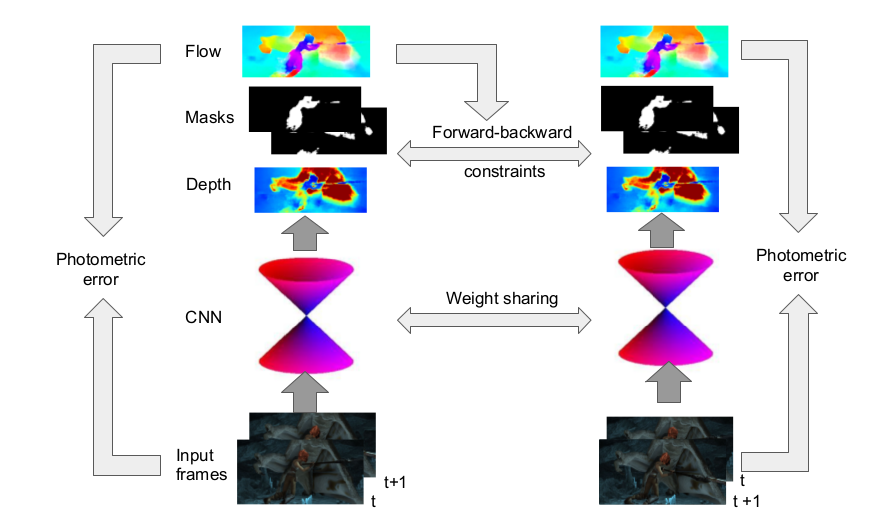 Flow
Masks
Forward-backward
constraints
Depth
Photometric
error
Photometric
error
CNN
Weight sharing
Input
frames
t+1
t
t
t +1